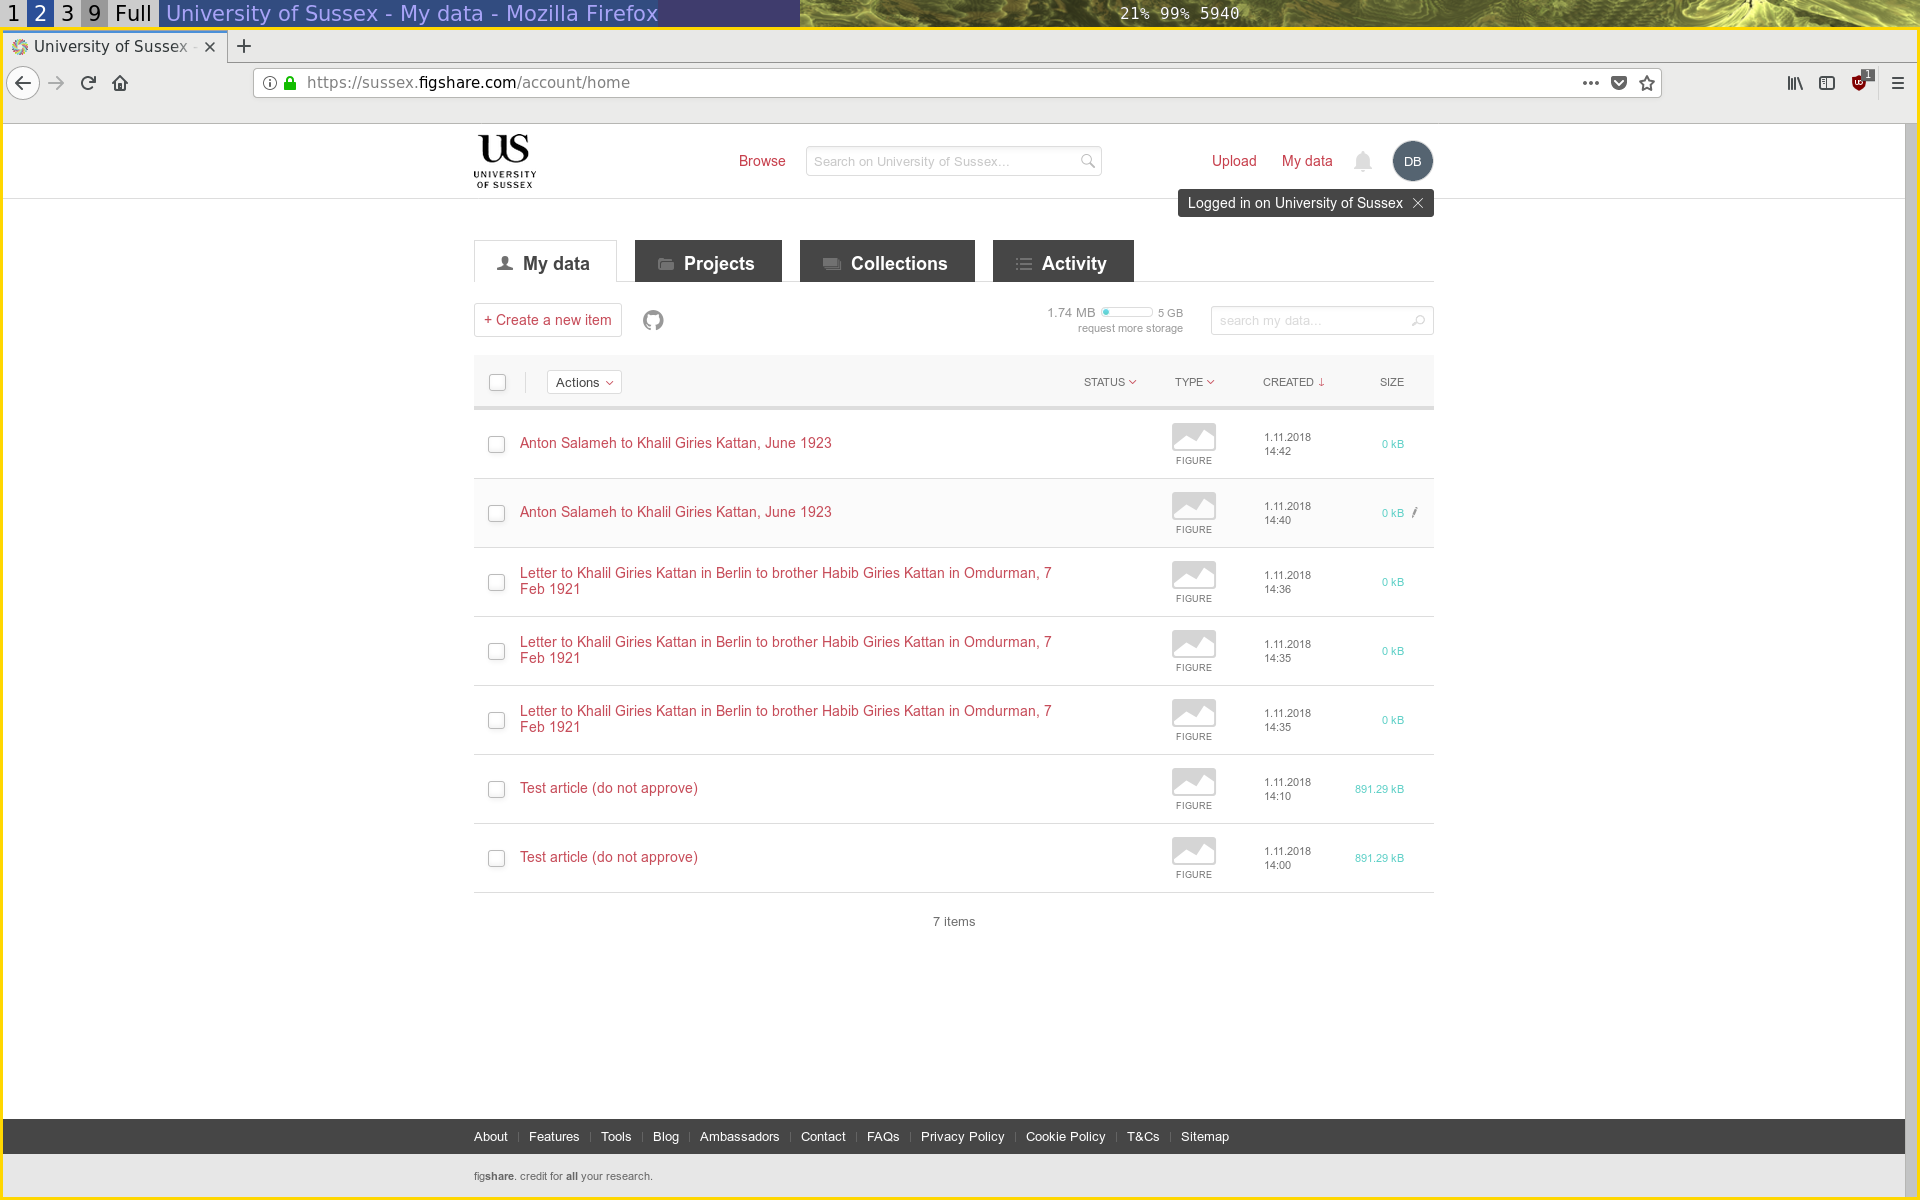 1 2 3 9 Full University of Sussex - My data - Mozilla Firefox 21% 99% 5940
University of Sussex -
https://sussex.figshare.com/account/home
1
US
UNIVERSITY
OF SUSSEX
Browse Search on University of Sussex... Upload My data DB
Logged in on University of Sussex
My data Projects Collections Activity
+ Create a new item 1.74 MB 5 GB search my data...
request more storage
Actions STATUS TYPE CREATED ↓ SIZE
Anton Salameh to Khalil Giries Kattan, June 1923
FIGURE
1.11.2018
14:42
0 kB
Anton Salameh to Khalil Giries Kattan, June 1923
FIGURE
1.11.2018
14:40
0 kB
Letter to Khalil Giries Kattan in Berlin to brother Habib Giries Kattan in Omdurman, 7
Feb 1921
FIGURE
1.11.2018
14:36
0 kB
Letter to Khalil Giries Kattan in Berlin to brother Habib Giries Kattan in Omdurman, 7
Feb 1921
FIGURE
1.11.2018
14:35
0 kB
Letter to Khalil Giries Kattan in Berlin to brother Habib Giries Kattan in Omdurman, 7
Feb 1921
FIGURE
1.11.2018
14:35
0 kB
Test article (do not approve)
FIGURE
1.11.2018
14:10
891.29 kB
Test article (do not approve)
FIGURE
1.11.2018
14:00
891.29 kB
7 items
About | Features | Tools | Blog | Ambassadors | Contact | FAQs | Privacy Policy | Cookie Policy | T&Cs | Sitemap
figshare. credit for all your research.